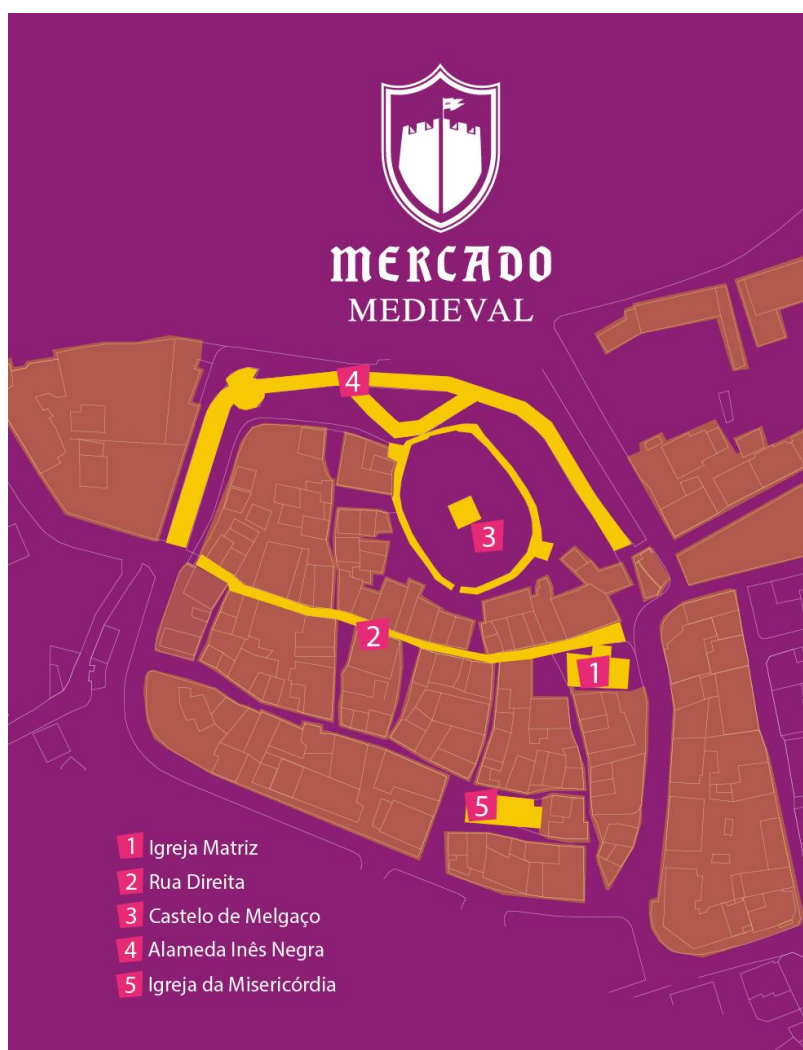 MERCADO
MEDIEVAL
4
3
2
1
5
1 Igreja Matriz
2 Rua Direita
3 Castelo de Melgaço
4 Alameda Inês Negra
5 Igreja da Misericórdia